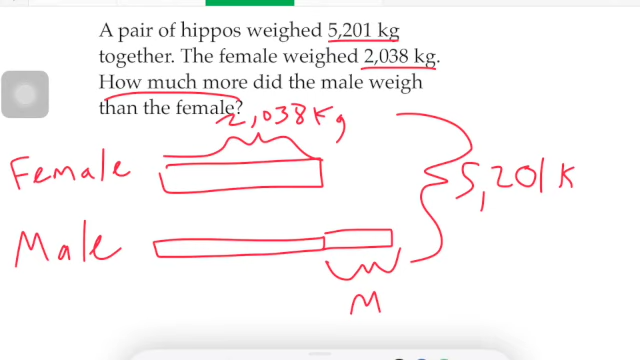 A pair of hippos weighed 5,201 kg
together. The female weighed 2,038 kg.
How much more did the male weigh
than the female?
2,038 Kg
Female
5,201 K
Male
M